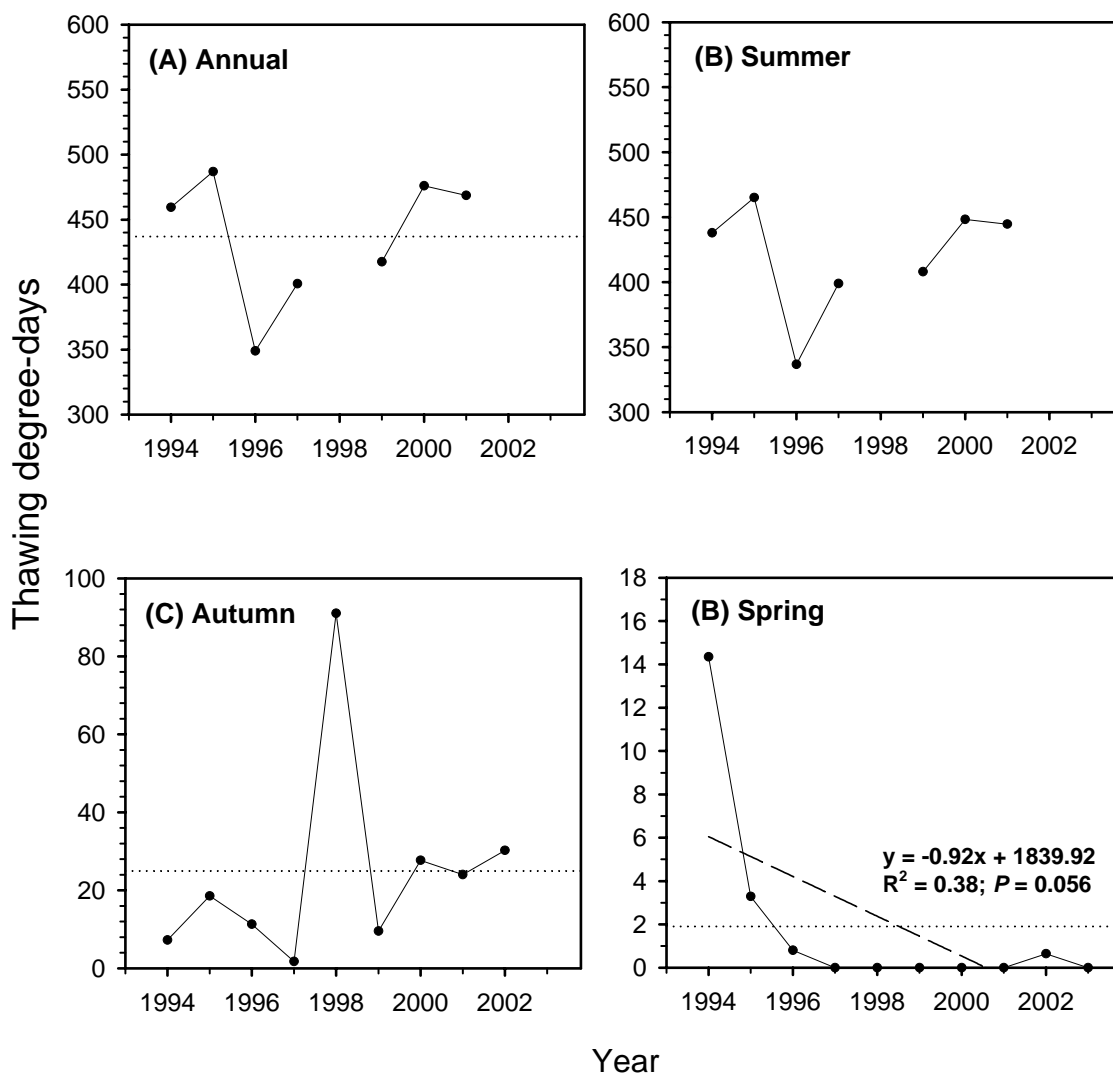 Thawing degree-days
(A) Annual
600
550
500
450
400
350
300
1994 1996 1998 2000 2002
(B) Summer
600
550
500
450
400
350
300
1994 1996 1998 2000 2002
(C) Autumn
100
80
60
40
20
0
1994 1996 1998 2000 2002
(B) Spring
18
16
14
12
10
8
6
4
2
0
y = -0.92x + 1839.92
R² = 0.38; P = 0.056
1994 1996 1998 2000 2002
Year